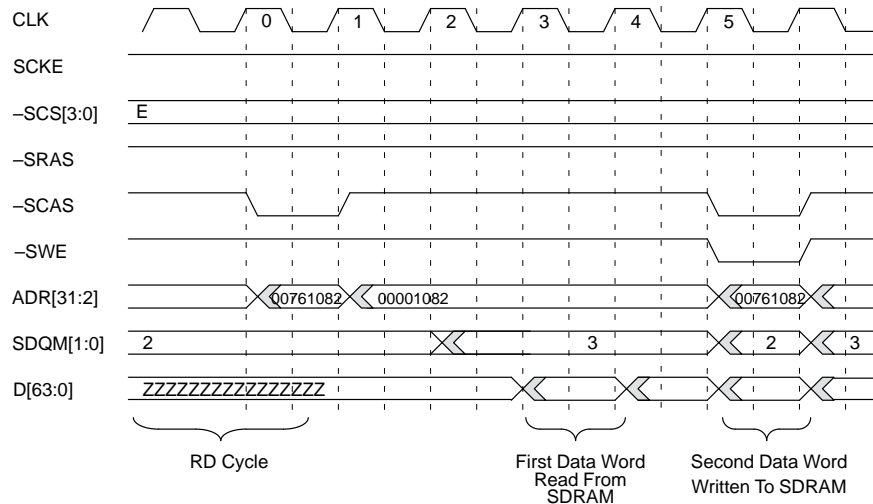 CLK 0 1 2 3 4 5
SCKE
–SCS[3:0] E
–SRAS
–SCAS
–SWE
ADR[31:2] 00761082 00001082 00761082
SDQM[1:0] 2 3 2 3
D[63:0] ZZZZZZZZZZZZZZZZ
RD Cycle
First Data Word
Read From
SDRAM
Second Data Word
Written To SDRAM